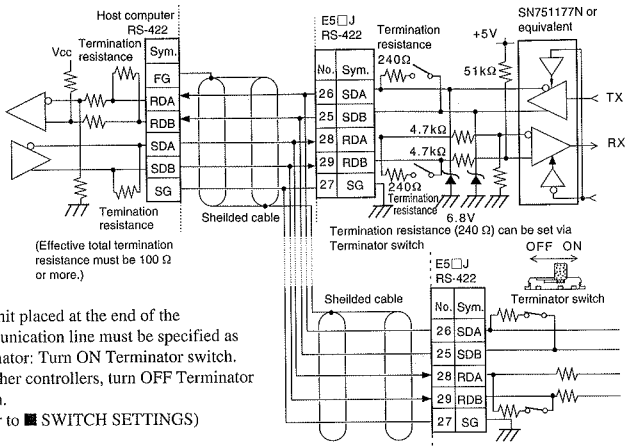 Host computer
RS-422
Vcc
Termination
resistance
Sym.
FG
RDA
RDB
SDA
SDB
SG
Temination
resistance
(Effective total termination
resistance must be 100 Ω
or more.)
Sheilded cable
E5□J
RS-422
No. Sym.
26 SDA
25 SDB
28 RDA
29 RDB
27 SG
Termination
resistance
240Ω
+5V
51kΩ
4.7kΩ
4.7kΩ
240Ω
Termination
resistance
6.8V
SN751177N or
equivalent
TX
RX
Termination resistance (240 Ω) can be set via
Terminator switch
OFF ON
Terminator switch
E5□J
RS-422
Sheilded cable
No. Sym.
26 SDA
25 SDB
28 RDA
29 RDB
27 SG
nit placed at the end of the
unication line must be specified as
nator: Turn ON Terminator switch.
her controllers, turn OFF Terminator
h.
r to ■ SWITCH SETTINGS)